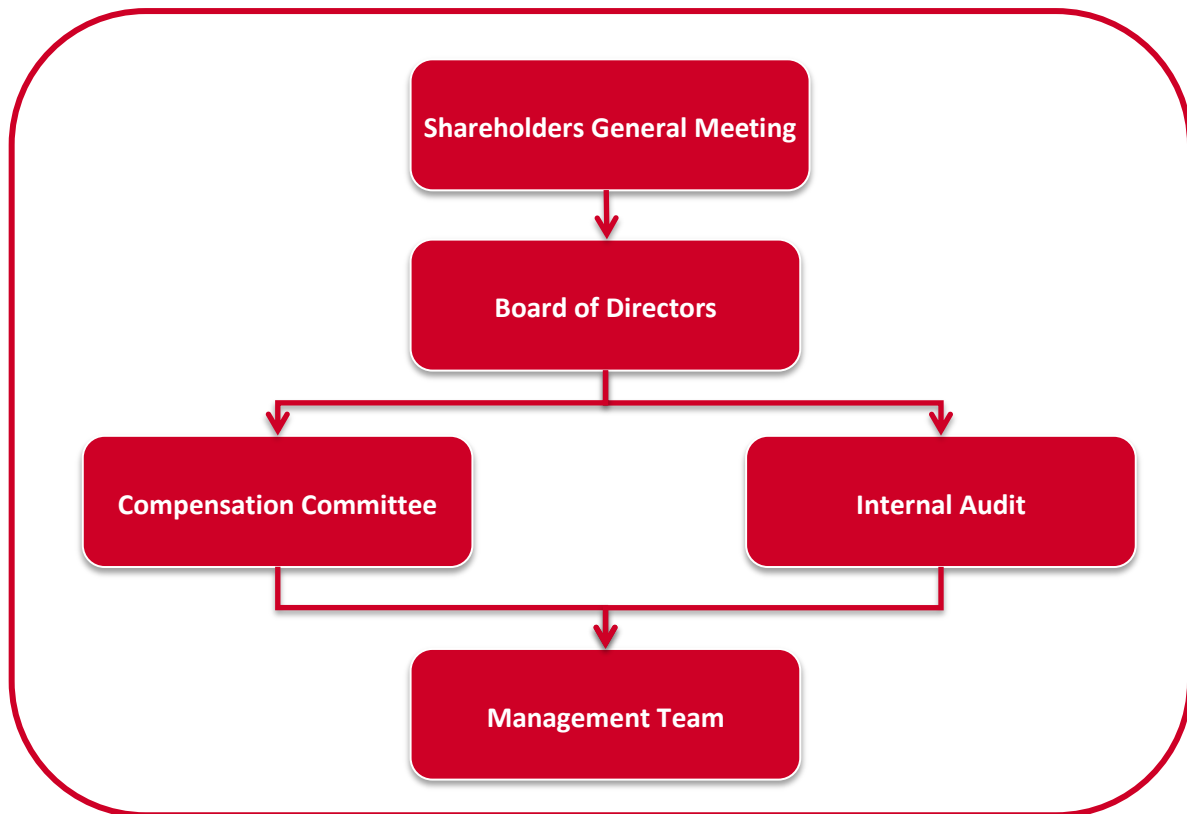 Shareholders General Meeting
Board of Directors
Compensation Committee
Internal Audit
Management Team